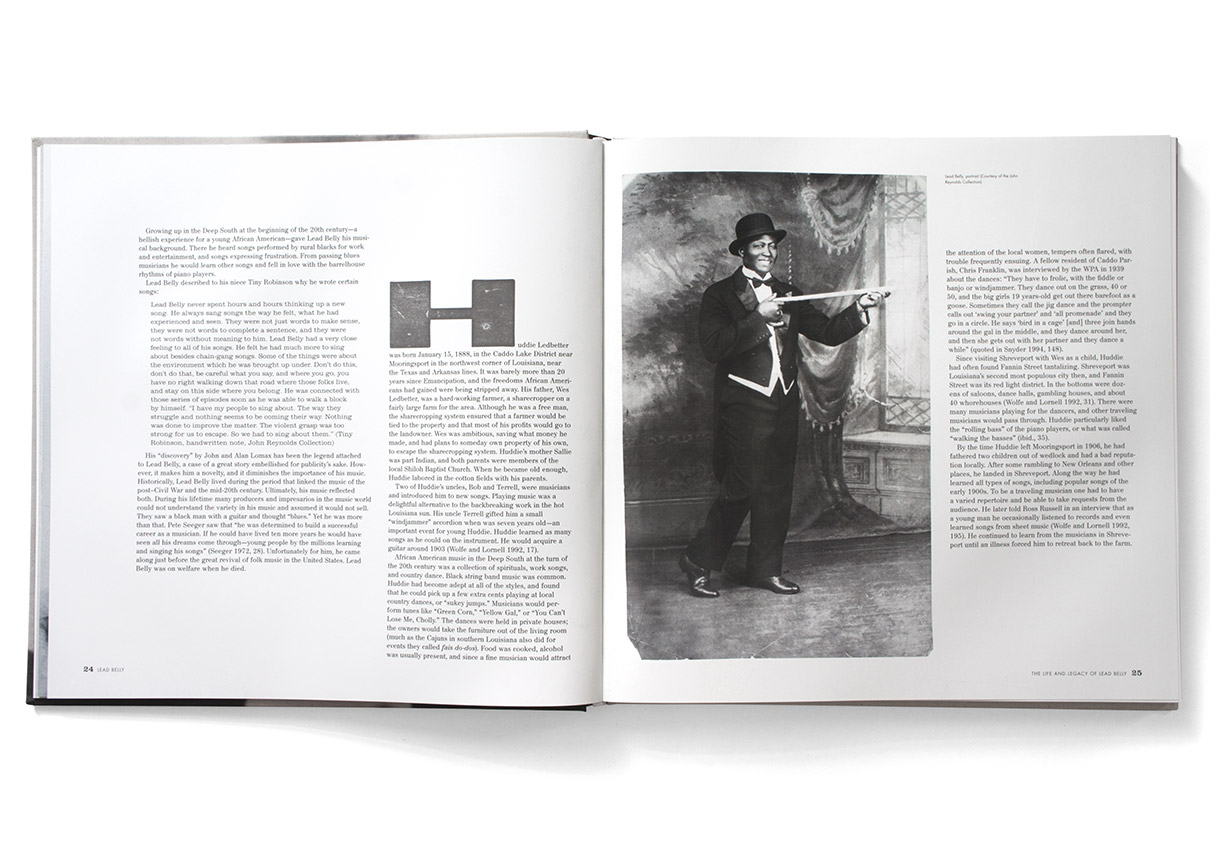 Growing up in the Deep South at the beginning of the 20th century—a
hellish experience for a young African American—gave Lead Belly his musi-
cal background. There he heard songs performed by rural blacks for work
and entertainment, and songs expressing frustration. From passing blues
musicians he would learn other songs and fell in love with the barrelhouse
rhythms of piano players.
Lead Belly described to his niece Tiny Robinson why he wrote certain
songs:
Lead Belly never spent hours and hours thinking up a new
song. He always sang songs the way he felt, what he had
experienced and seen. They were not just words to make sense,
they were not words to complete a sentence, and they were
not words without meaning to him. Lead Belly had a very close
feeling to all of his songs. He felt he had much more to sing
about besides chain-gang songs. Some of the things were about
the environment which he was brought up under. Don't do this,
don't do that, be careful what you say, and where you go, you
have no right walking down that road where those folks live,
and stay on this side where you belong. He was connected with
those series of episodes soon as he was able to walk a block
by himself. "I have my people to sing about. The way they
struggle and nothing seems to be coming their way. Nothing
was done to improve the matter. The violent grasp was too
strong for us to escape. So we had to sing about them." (Tiny
Robinson, handwritten note, John Reynolds Collection)
His "discovery" by John and Alan Lomax has been the legend attached
to Lead Belly, a case of a great story embellished for publicity's sake. How-
ever, it makes him a novelty, and it diminishes the importance of his music.
Historically, Lead Belly lived during the period that linked the music of the
post–Civil War and the mid-20th century. Ultimately, his music reflected
both. During his lifetime many producers and impresarios in the music world
could not understand the variety in his music and assumed it would not sell.
They saw a black man with a guitar and thought "blues." Yet he was more
than that. Pete Seeger saw that "he was determined to build a successful
career as a musician. If he could have lived ten more years he would have
seen all his dreams come through—young people by the millions learning
and singing his songs" (Seeger 1972, 28). Unfortunately for him, he came
along just before the great revival of folk music in the United States. Lead
Belly was on welfare when he died.
24 LEAD BELLY
Huddie Ledbetter
was born January 15, 1888, in the Caddo Lake District near
Mooringsport in the northwest corner of Louisiana, near
the Texas and Arkansas lines. It was barely more than 20
years since Emancipation, and the freedoms African Ameri-
cans had gained were being stripped away. His father, Wes
Ledbetter, was a hard-working farmer, a sharecropper on a
fairly large farm for the area. Although he was a free man,
the sharecropping system ensured that a farmer would be
tied to the property and that most of his profits would go to
the landowner. Wes was ambitious, saving what money he
made, and had plans to someday own property of his own,
to escape the sharecropping system. Huddie's mother Sallie
was part Indian, and both parents were members of the
local Shiloh Baptist Church. When he became old enough,
Huddie labored in the cotton fields with his parents.
Two of Huddie's uncles, Bob and Terrell, were musicians
and introduced him to new songs. Playing music was a
delightful alternative to the backbreaking work in the hot
Louisiana sun. His uncle Terrell gifted him a small
"windjammer" accordion when was seven years old—an
important event for young Huddie. Huddie learned as many
songs as he could on the instrument. He would acquire a
guitar around 1903 (Wolfe and Lornell 1992, 17).
African American music in the Deep South at the turn of
the 20th century was a collection of spirituals, work songs,
and country dance. Black string band music was common.
Huddie had become adept at all of the styles, and found
that he could pick up a few extra cents playing at local
country dances, or "sukey jumps." Musicians would per-
form tunes like "Green Corn," "Yellow Gal," or "You Can't
Lose Me, Cholly." The dances were held in private houses;
the owners would take the furniture out of the living room
(much as the Cajuns in southern Louisiana also did for
events they called fais do-dos). Food was cooked, alcohol
was usually present, and since a fine musician would attract
Lead Belly, portrait (Courtesy of the John
Reynolds Collection)
the attention of the local women, tempers often flared, with
trouble frequently ensuing. A fellow resident of Caddo Par-
ish, Chris Franklin, was interviewed by the WPA in 1939
about the dances: "They have to frolic, with the fiddle or
banjo or windjammer. They dance out on the grass, 40 or
50, and the big girls 19 years-old get out there barefoot as a
goose. Sometimes they call the jig dance and the prompter
calls out 'swing your partner' and 'all promenade' and they
go in a circle. He says 'bird in a cage' [and] three join hands
around the gal in the middle, and they dance around her,
and then she gets out with her partner and they dance a
while" (quoted in Snyder 1994, 148).
Since visiting Shreveport with Wes as a child, Huddie
had often found Fannin Street tantalizing. Shreveport was
Louisiana's second most populous city then, and Fannin
Street was its red light district. In the bottoms were doz-
ens of saloons, dance halls, gambling houses, and about
40 whorehouses (Wolfe and Lornell 1992, 31). There were
many musicians playing for the dancers, and other traveling
musicians would pass through. Huddie particularly liked
the "rolling bass" of the piano players, or what was called
"walking the basses" (ibid., 35).
By the time Huddie left Mooringsport in 1906, he had
fathered two children out of wedlock and had a bad reputa-
tion locally. After some rambling to New Orleans and other
places, he landed in Shreveport. Along the way he had
learned all types of songs, including popular songs of the
early 1900s. To be a traveling musician one had to have
a varied repertoire and be able to take requests from the
audience. He later told Ross Russell in an interview that as
a young man he occasionally listened to records and even
learned songs from sheet music (Wolfe and Lornell 1992,
195). He continued to learn from the musicians in Shreve-
port until an illness forced him to retreat back to the farm.
THE LIFE AND LEGACY OF LEAD BELLY 25